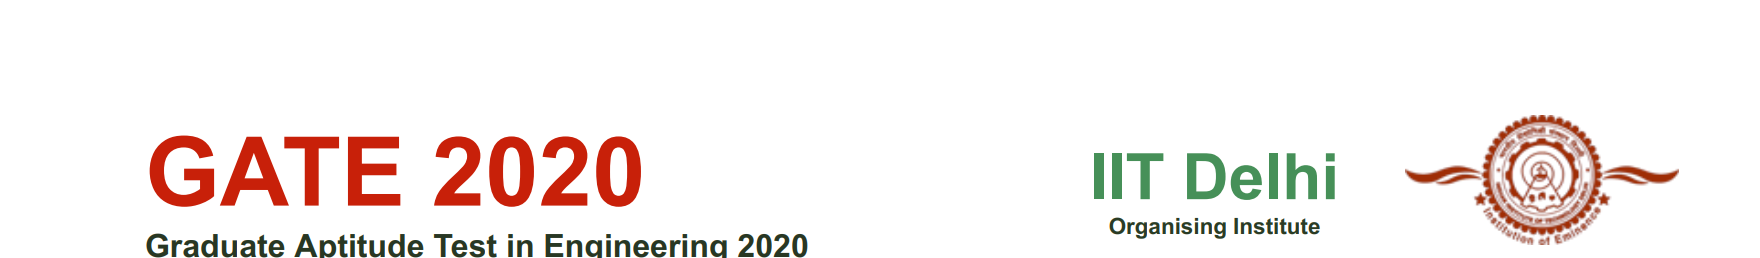 GATE 2020
IIT Delhi
Graduate Aptitude Test in Engineering 2020
Organising Institute
Institution of Eminence